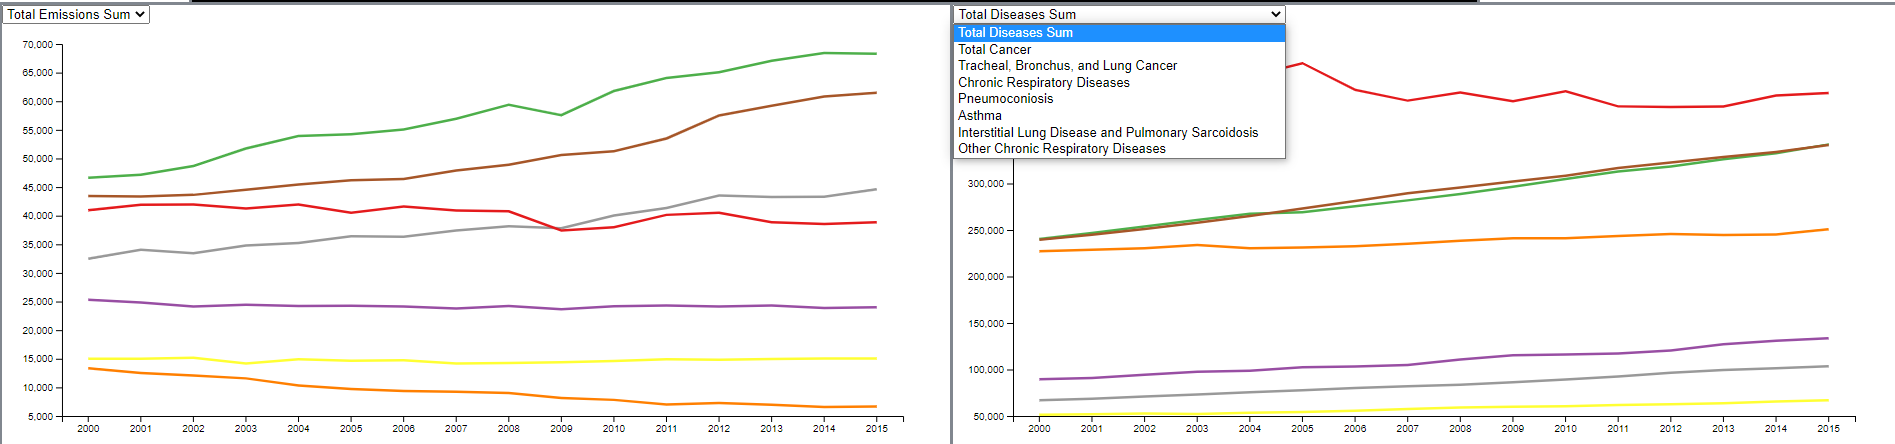 Total Emissions Sum
70,000
65,000
60,000
55,000
50,000
45,000
40,000
35,000
30,000
25,000
20,000
15,000
10,000
5,000
2000 2001 2002 2003 2004 2005 2006 2007 2008 2009 2010 2011 2012 2013 2014 2015
Total Diseases Sum
Total Diseases Sum
Total Cancer
Tracheal, Bronchus, and Lung Cancer
Chronic Respiratory Diseases
Pneumoconiosis
Asthma
Interstitial Lung Disease and Pulmonary Sarcoidosis
Other Chronic Respiratory Diseases
300,000
250,000
200,000
150,000
100,000
50,000
2000 2001 2002 2003 2004 2005 2006 2007 2008 2009 2010 2011 2012 2013 2014 2015